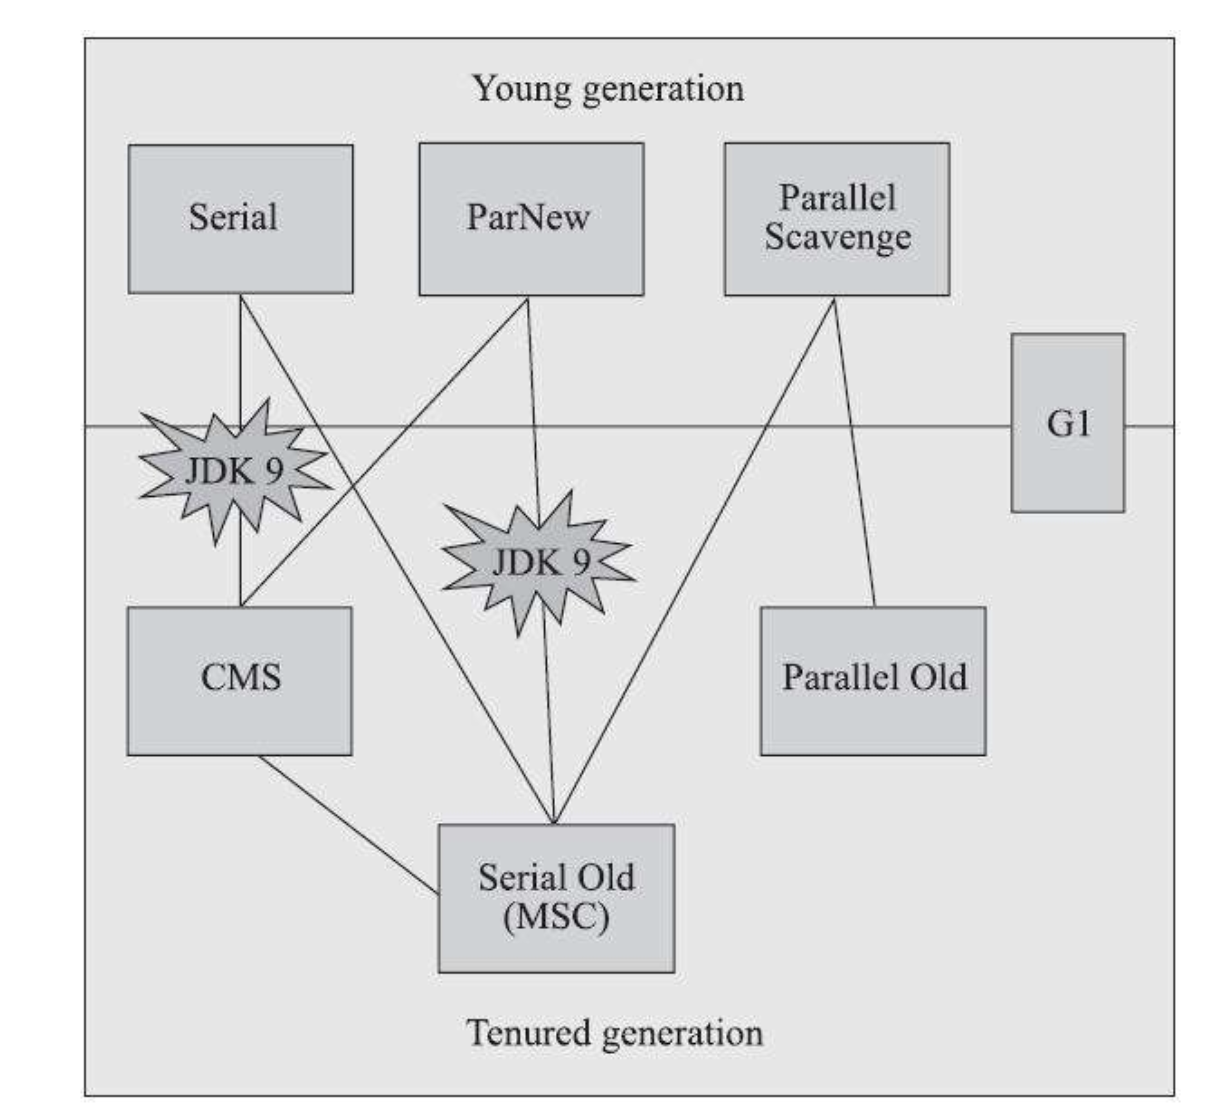 Young generation
Serial
ParNew
Parallel
Scavenge
G1
JDK 9
JDK 9
CMS
Parallel Old
Serial Old
(MSC)
Tenured generation